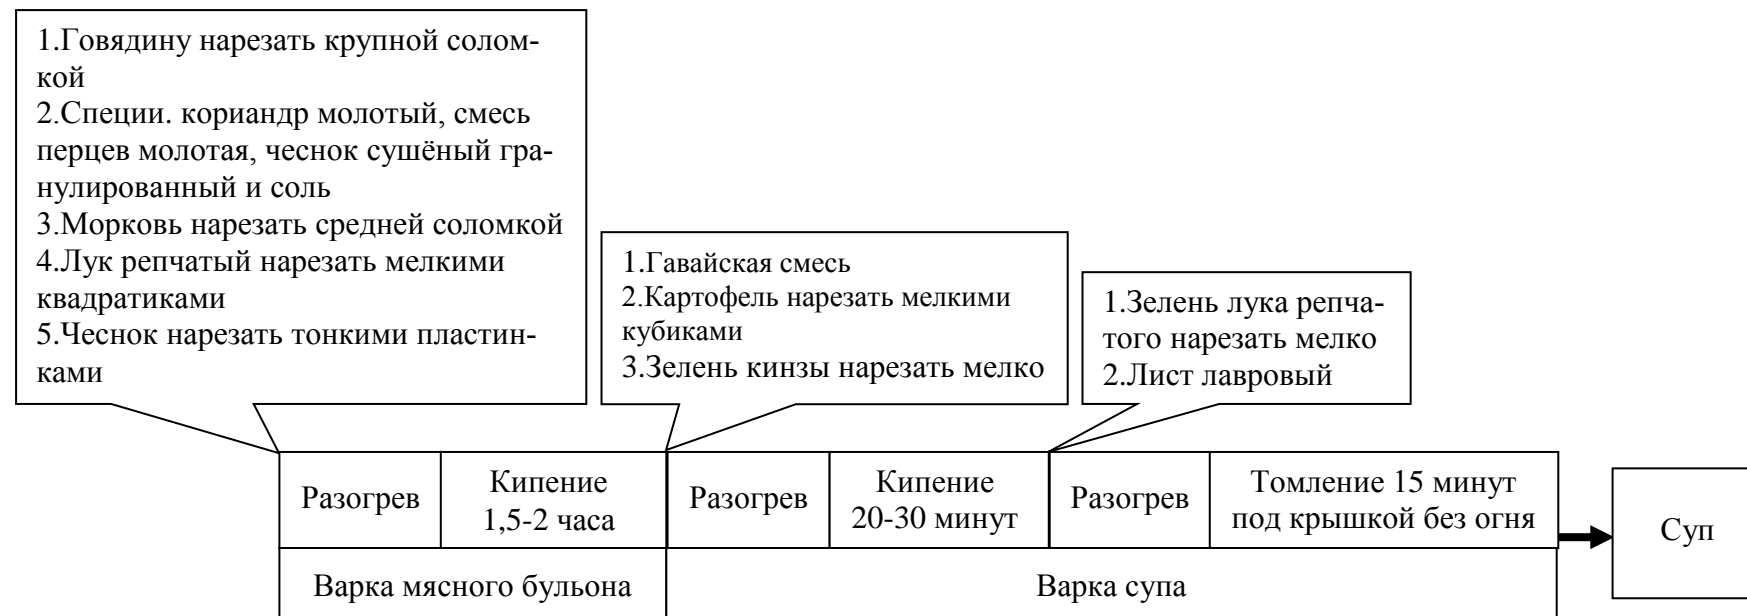 1.Говядину нарезать крупной солом-
кой
2.Специи. кориандр молотый, смесь
перцев молотая, чеснок сушёный гра-
нулированный и соль
3.Морковь нарезать средней соломкой
4.Лук репчатый нарезать мелкими
квадратиками
5.Чеснок нарезать тонкими пластин-
ками
1.Гавайская смесь
2.Картофель нарезать мелкими
кубиками
3.Зелень кинзы нарезать мелко
1.Зелень лука репча-
того нарезать мелко
2.Лист лавровый
Разогрев
Кипение
1,5-2 часа
Разогрев
Кипение
20-30 минут
Разогрев
Томление 15 минут
под крышкой без огня
Суп
Варка мясного бульона
Варка супа